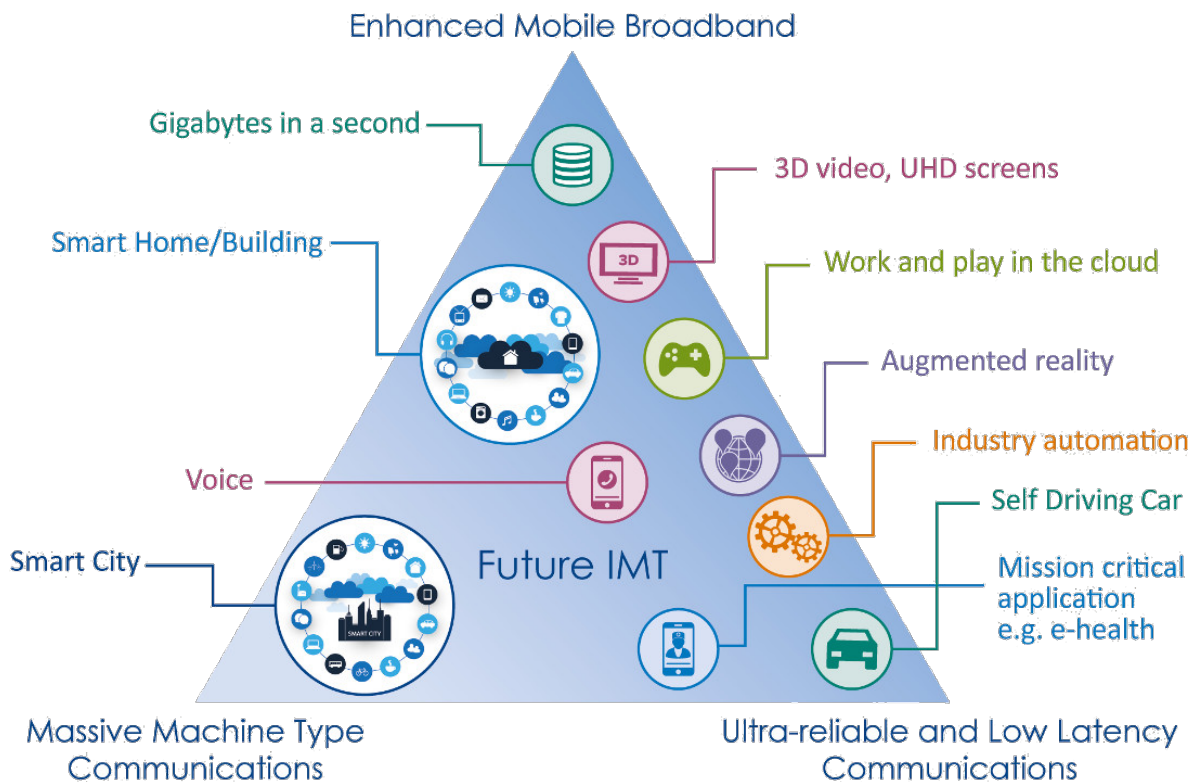 Enhanced Mobile Broadband
Gigabytes in a second
3D video, UHD screens
Smart Home/Building
3D
Work and play in the cloud
Augmented reality
Industry automation
Voice
Self Driving Car
Smart City
Future IMT
Mission critical
application
e.g. e-health
SMART CITY
Massive Machine Type
Communications
Ultra-reliable and Low Latency
Communications